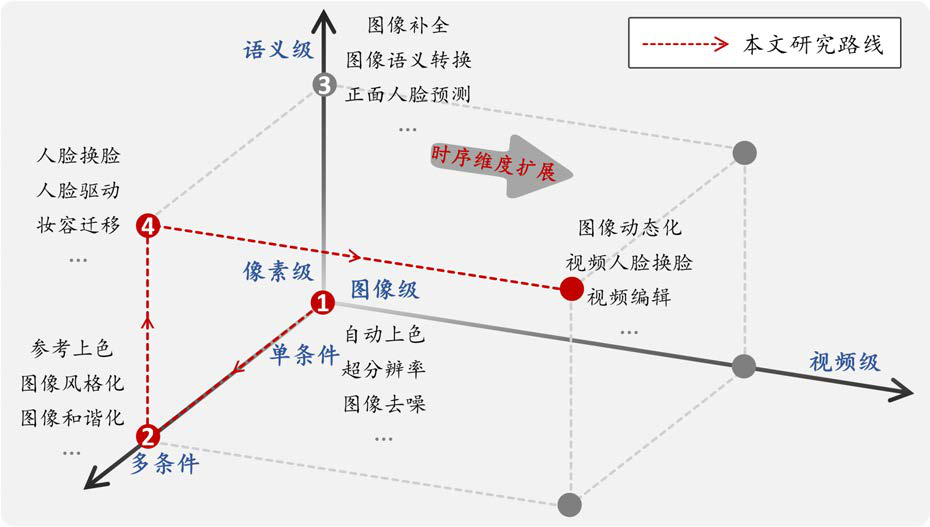 语义级
3
图像补全
图像语义转换
正面人脸预测
...
本文研究路线
时序维度扩展
人脸换脸
人脸驱动
妆容迁移
...
4
像素级
1
图像级
单条件
图像动态化
视频人脸换脸
视频编辑
...
自动上色
超分辨率
图像去噪
...
视频级
参考上色
图像风格化
图像和谐化
...
2
多条件